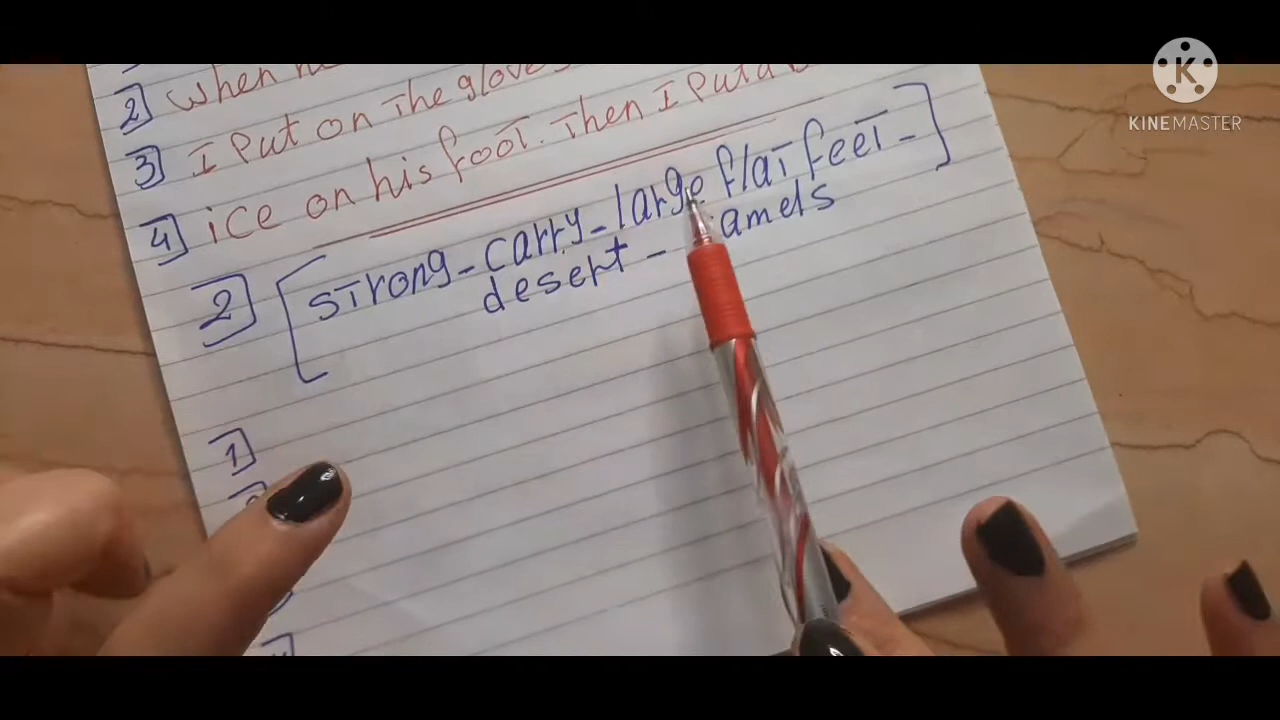 2 when
3 I put on The glove
4 ice on his foot. Then I put a
2 [strong - carry - large flat feet -]
desert - camels
1
KINEMASTER